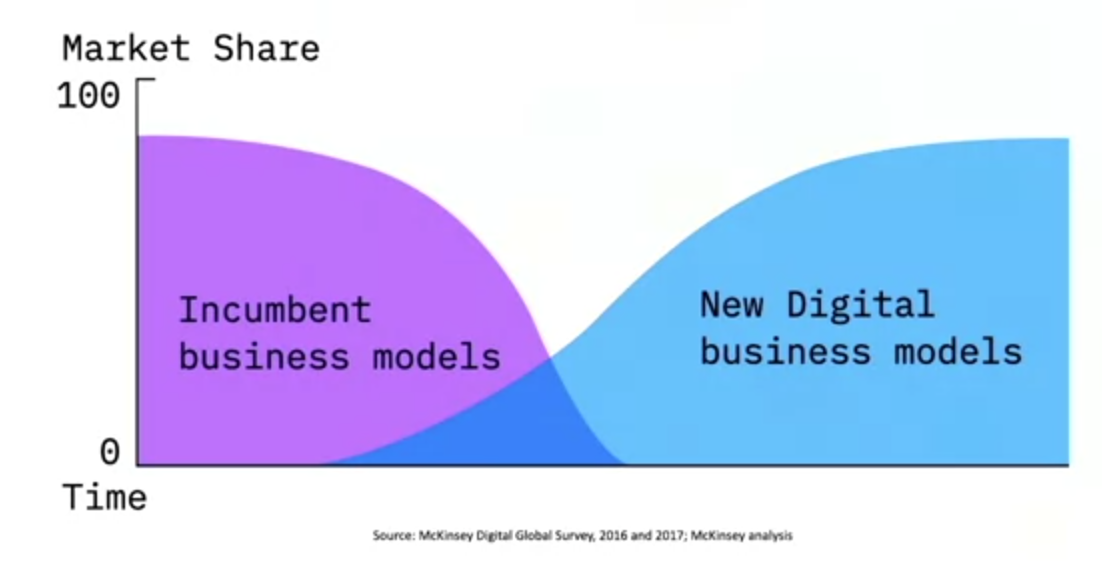 Market Share
100
Incumbent
business models
New Digital
business models
0
Time
Source: McKinsey Digital Global Survey, 2016 and 2017; McKinsey analysis